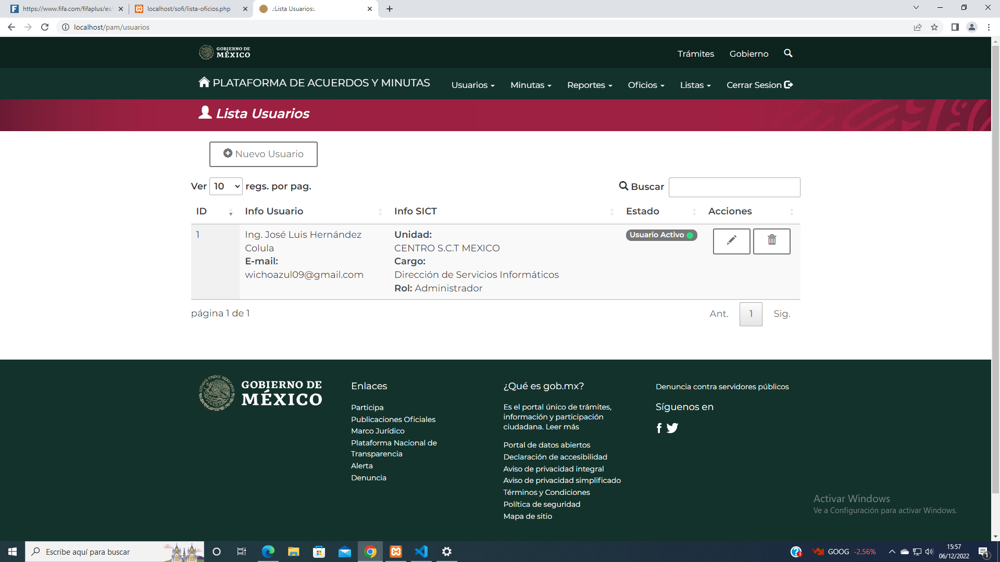 https://www.fifa.com/fifaplus/es/
localhost/sofi/lista-oficios.php
.:Lista Usuarios:.
localhost/pam/usuarios
GOBIERNO DE
MÉXICO
Trámites
Gobierno
PLATAFORMA DE ACUERDOS Y MINUTAS
Usuarios
Minutas
Reportes
Oficios
Listas
Cerrar Sesion
Lista Usuarios
Nuevo Usuario
Ver 10 regs. por pag.
Buscar
ID
Info Usuario
Info SICT
Estado
Acciones
1
Ing. José Luis Hernández
Colula
E-mail:
wichoazul09@gmail.com
Unidad:
CENTRO S.C.T MEXICO
Cargo:
Dirección de Servicios Informáticos
Rol: Administrador
Usuario Activo
página 1 de 1
Ant.
1
Sig.
ESTADOS UNIDOS MEXICANOS
GOBIERNO DE
MÉXICO
Enlaces
Participa
Publicaciones Oficiales
Marco Jurídico
Plataforma Nacional de
Transparencia
Alerta
Denuncia
¿Qué es gob.mx?
Es el portal único de trámites,
información y participación
ciudadana. Leer más
Portal de datos abiertos
Declaración de accesibilidad
Aviso de privacidad integral
Aviso de privacidad simplificado
Términos y Condiciones
Política de seguridad
Mapa de sitio
Denuncia contra servidores públicos
Síguenos en
Activar Windows
Ve a Configuración para activar Windows.
Escribe aquí para buscar
GOOG -2.56%
15:57
06/12/2022
1